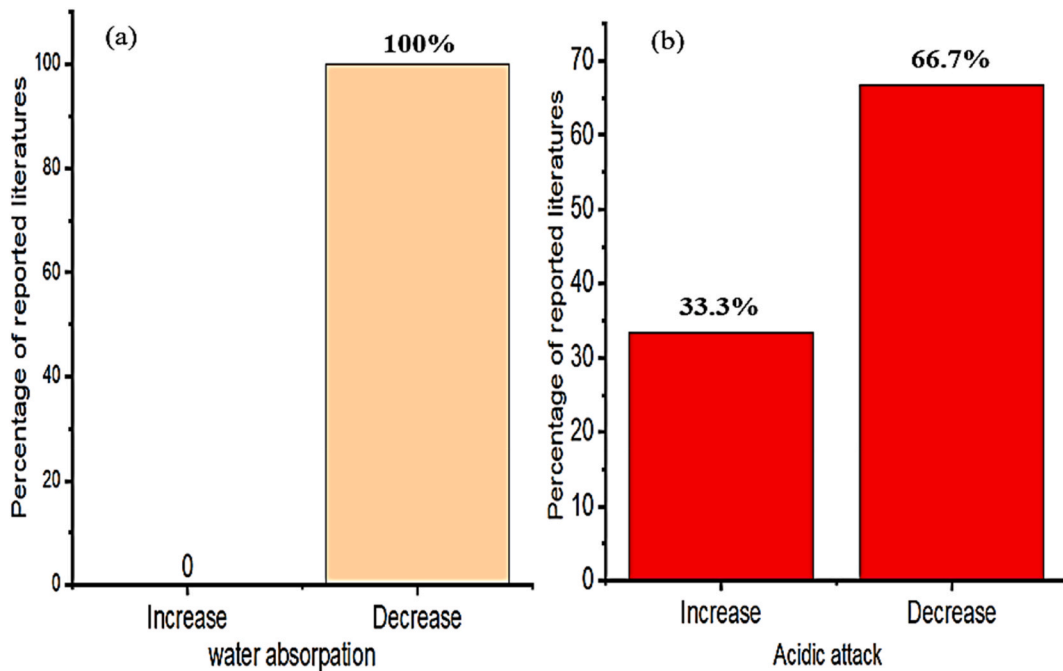 (a)
100%
Percentage of reported literatures
100
80
60
40
20
0
0
Increase
Decrease
water absorpation
(b)
66.7%
33.3%
Percentage of reported literatures
70
60
50
40
30
20
10
0
Increase
Decrease
Acidic attack